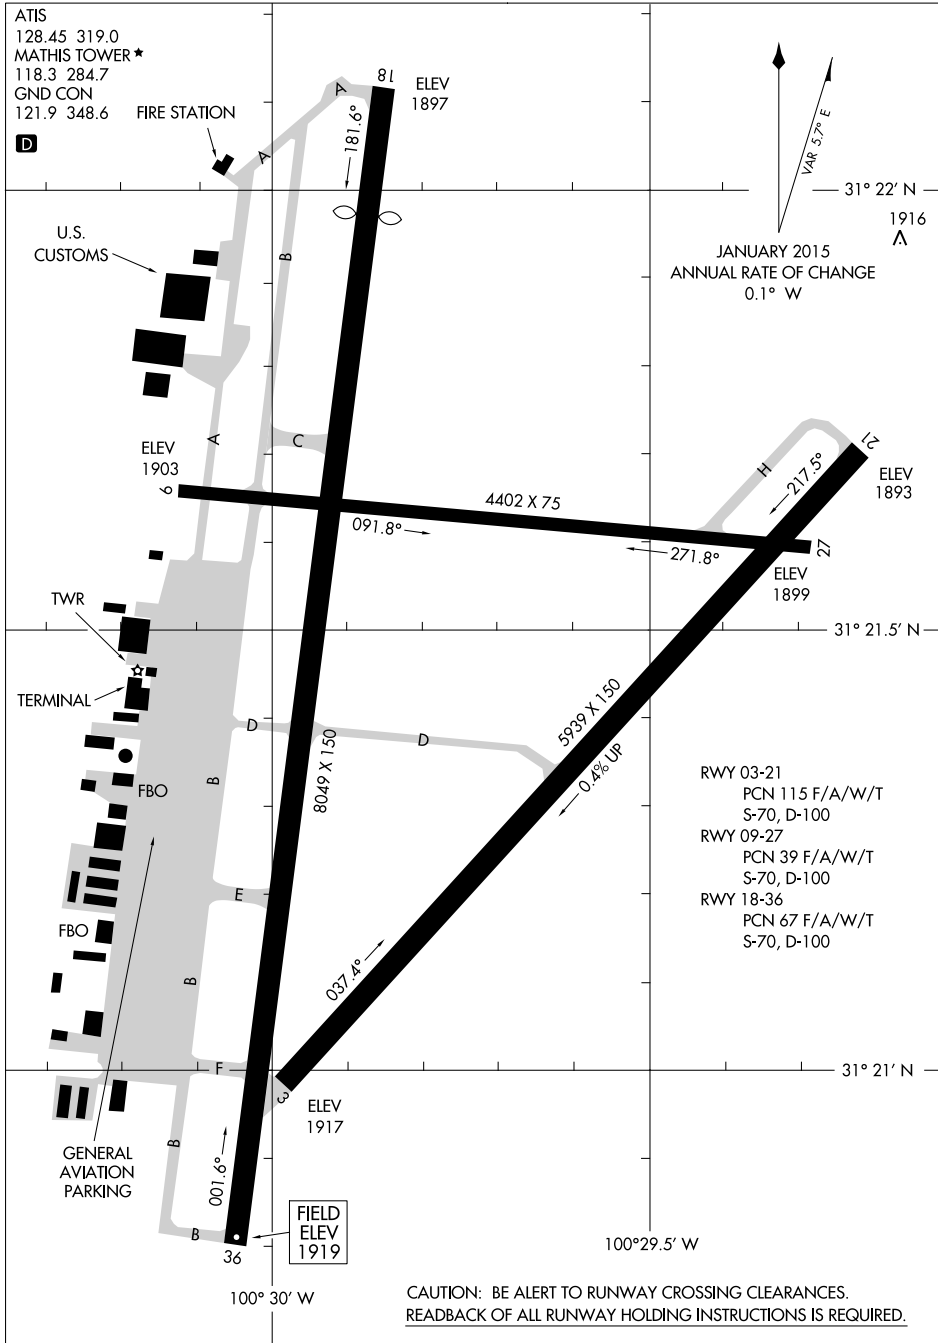 ATIS
128.45 319.0
MATHIS TOWER ★
118.3 284.7
GND CON
121.9 348.6
D
FIRE STATION
A
A
18
ELEV
1897
181.6°
VAR 5.7° E
31° 22' N
1916
JANUARY 2015
ANNUAL RATE OF CHANGE
0.1° W
U.S.
CUSTOMS
B
A
C
ELEV
1903
9
4402 X 75
091.8°
271.8°
27
H
217.5°
21
ELEV
1893
ELEV
1899
TWR
TERMINAL
31° 21.5' N
D
D
B
8049 X 150
5939 X 150
0.4% UP
FBO
RWY 03-21
PCN 115 F/A/W/T
S-70, D-100
RWY 09-27
PCN 39 F/A/W/T
S-70, D-100
RWY 18-36
PCN 67 F/A/W/T
S-70, D-100
E
FBO
B
037.4°
F
31° 21' N
3
ELEV
1917
B
001.6°
GENERAL
AVIATION
PARKING
B
36
FIELD
ELEV
1919
100°29.5' W
100° 30' W
CAUTION: BE ALERT TO RUNWAY CROSSING CLEARANCES.
READBACK OF ALL RUNWAY HOLDING INSTRUCTIONS IS REQUIRED.